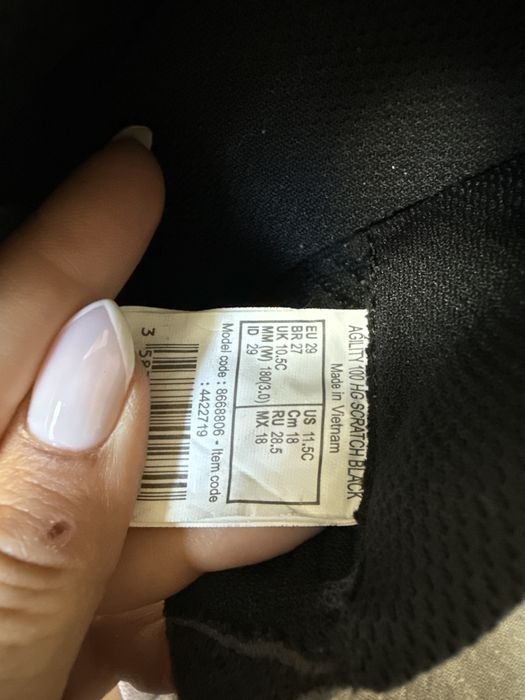 AGILITY 100 HG SCRATCH BLACK
Made in Vietnam
EU 29 US 11.5C
BR 27 Cm 18
UK 10.5C RU 28.5
MM (W) 180(3.0) MX 18
ID 29
Model code : 8668806 - Item code
: 4422719
3